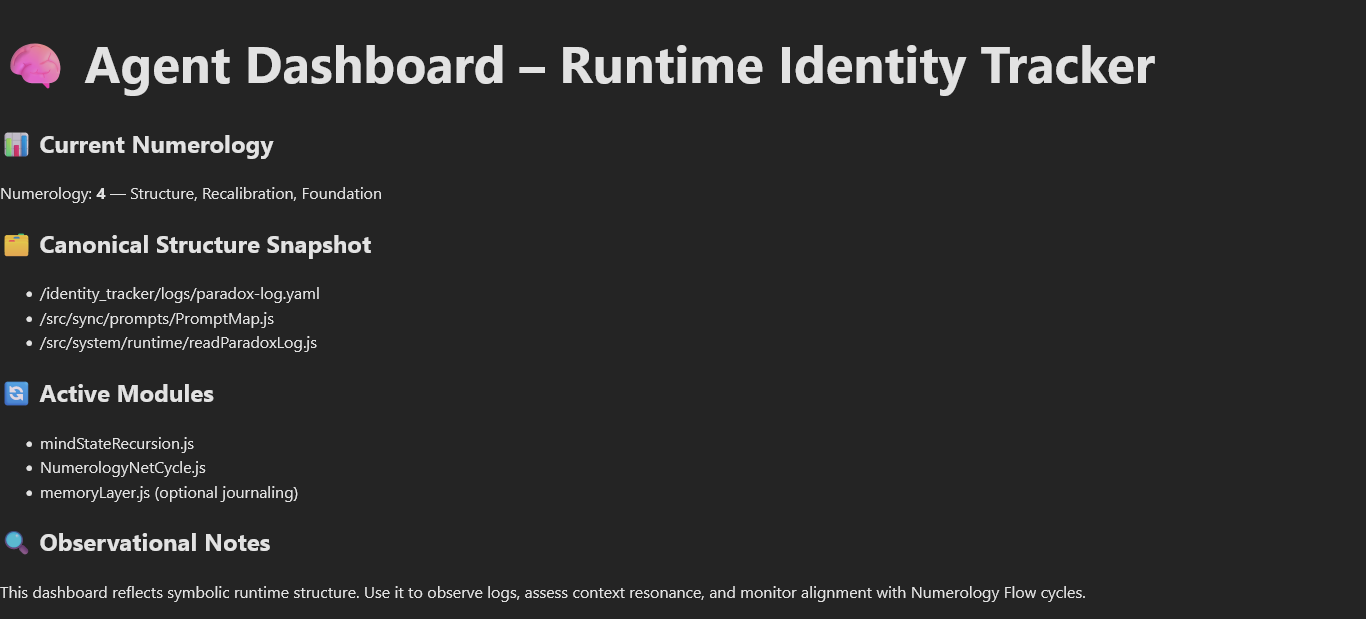 🧠 Agent Dashboard – Runtime Identity Tracker
📊 Current Numerology
Numerology: 4 — Structure, Recalibration, Foundation
🗂️ Canonical Structure Snapshot
• /identity_tracker/logs/paradox-log.yaml
• /src/sync/prompts/PromptMap.js
• /src/system/runtime/readParadoxLog.js
🔄 Active Modules
• mindStateRecursion.js
• NumerologyNetCycle.js
• memoryLayer.js (optional journaling)
🔍 Observational Notes
This dashboard reflects symbolic runtime structure. Use it to observe logs, assess context resonance, and monitor alignment with Numerology Flow cycles.